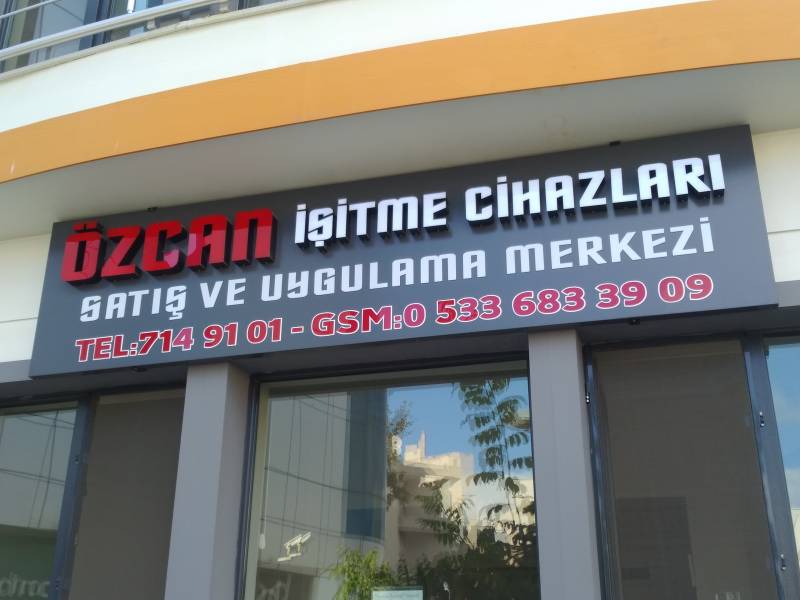 ÖZCAN İŞİTME CİHAZLARI
SATIŞ VE UYGULAMA MERKEZİ
TEL:714 91 01 - GSM:0 533 683 39 09